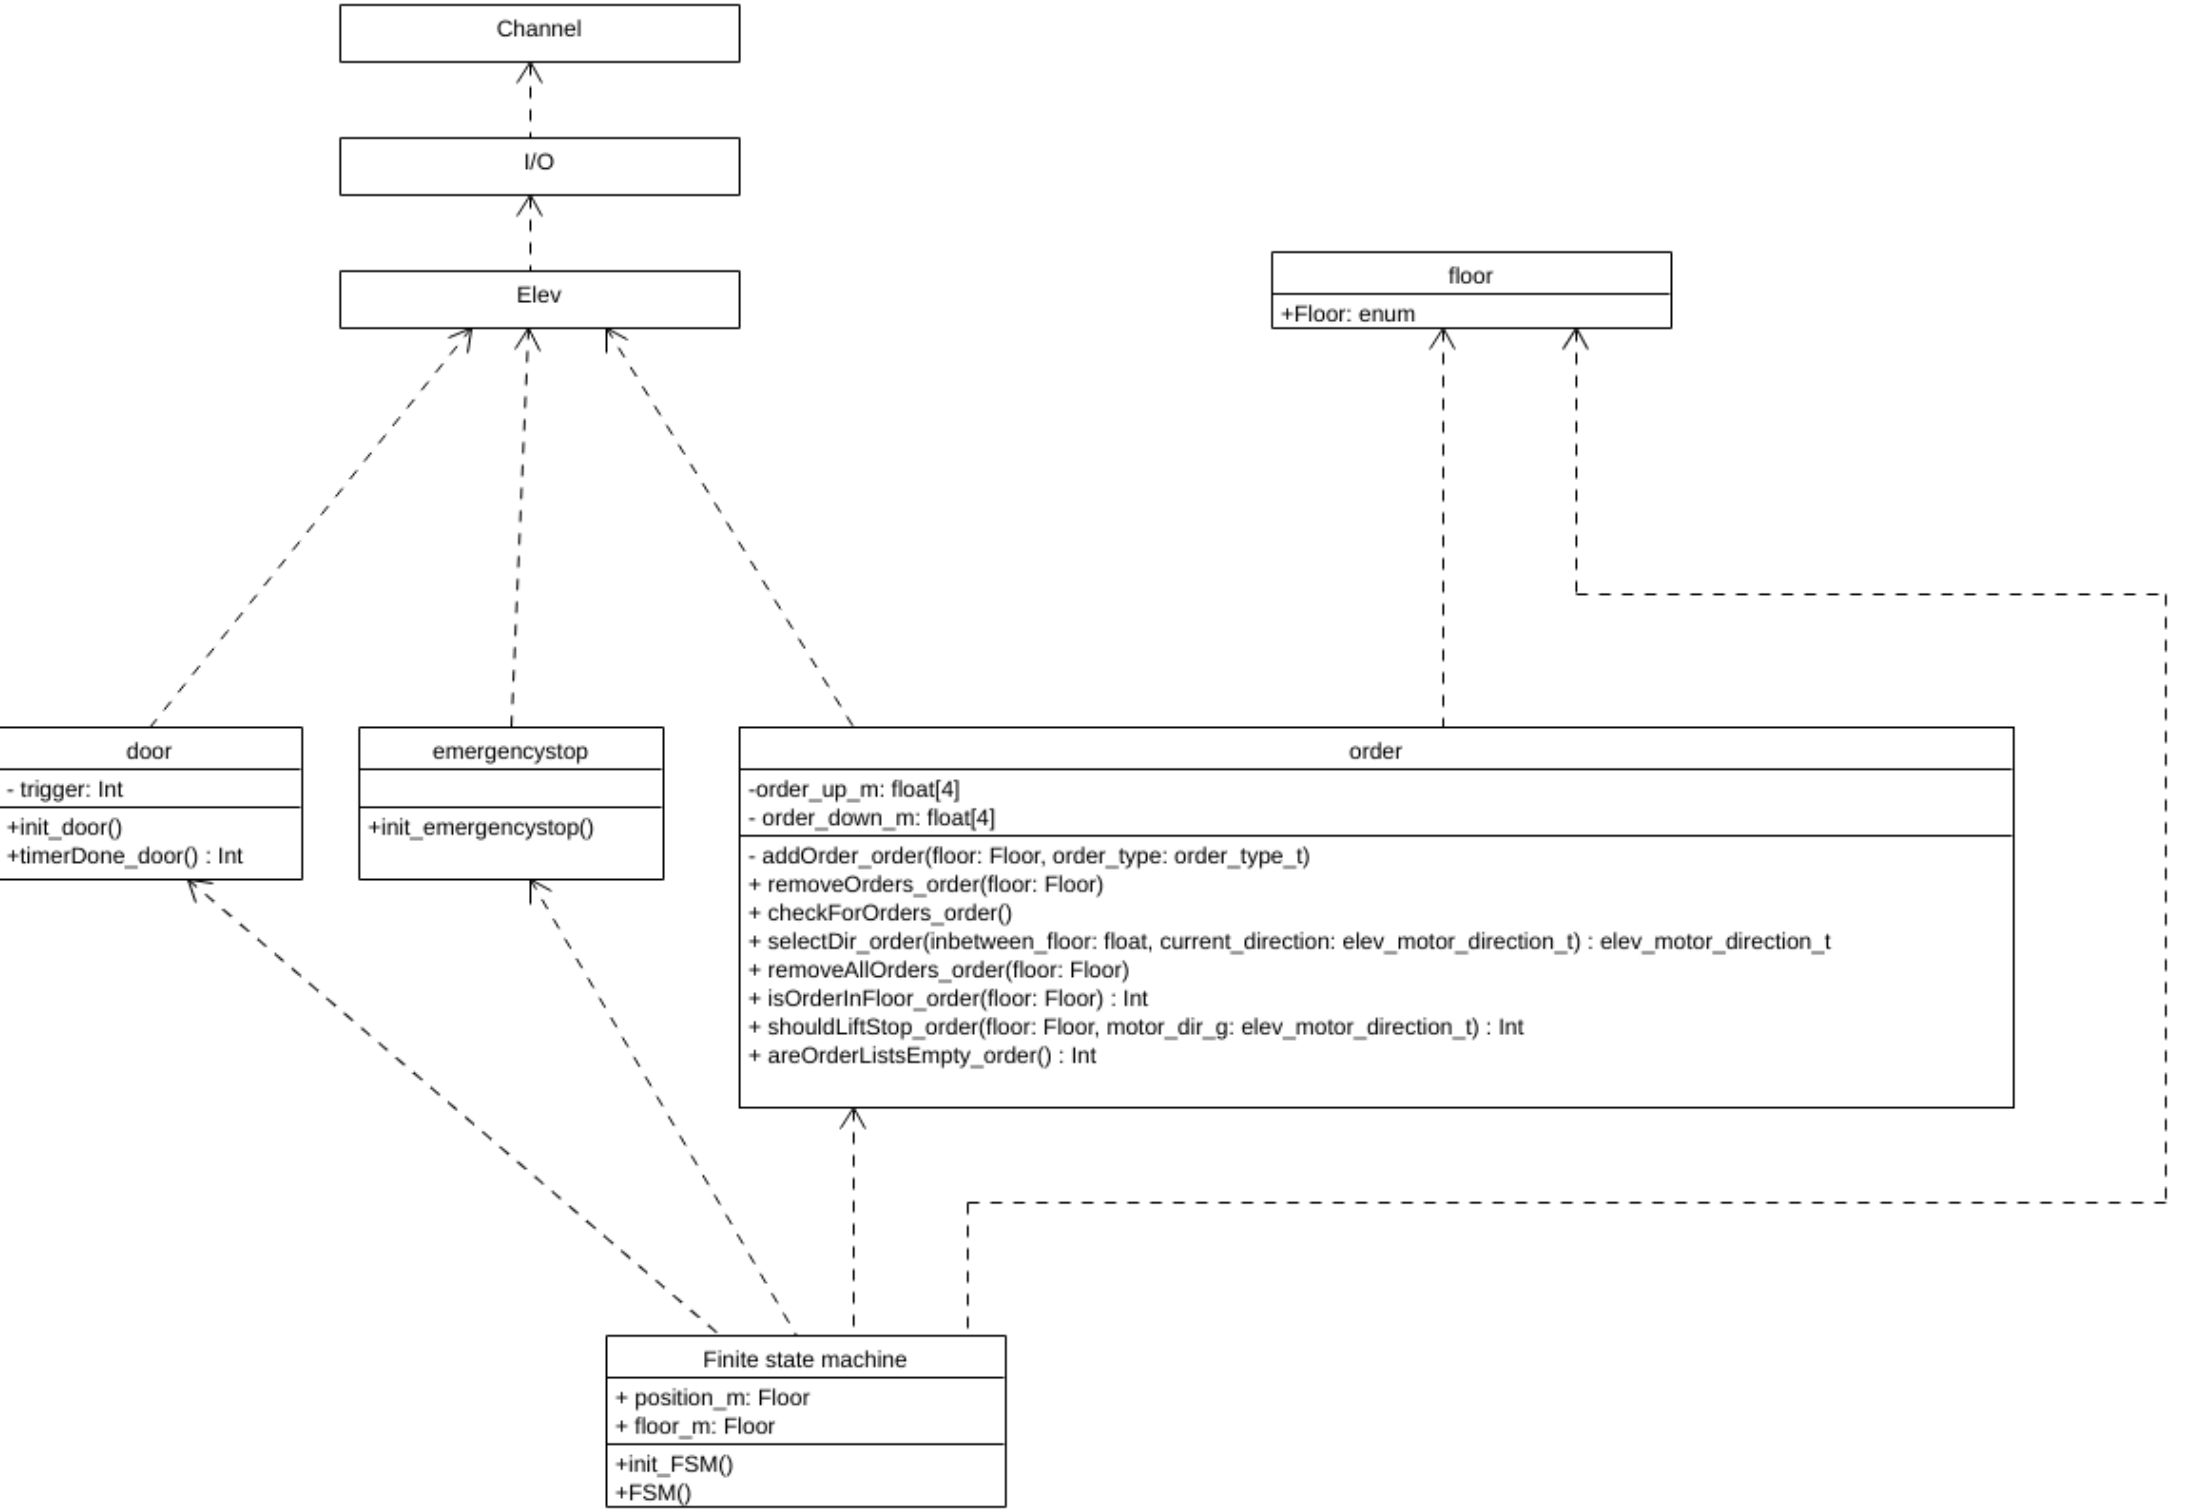 Channel
I/O
Elev
floor
+Floor: enum
door
- trigger: Int
+init_door()
+timerDone_door() : Int
emergencystop
+init_emergencystop()
order
-order_up_m: float[4]
- order_down_m: float[4]
- addOrder_order(floor: Floor, order_type: order_type_t)
+ removeOrders_order(floor: Floor)
+ checkForOrders_order()
+ selectDir_order(inbetween_floor: float, current_direction: elev_motor_direction_t) : elev_motor_direction_t
+ removeAllOrders_order(floor: Floor)
+ isOrderInFloor_order(floor: Floor) : Int
+ shouldLiftStop_order(floor: Floor, motor_dir_g: elev_motor_direction_t) : Int
+ areOrderListsEmpty_order() : Int
Finite state machine
+ position_m: Floor
+ floor_m: Floor
+init_FSM()
+FSM()